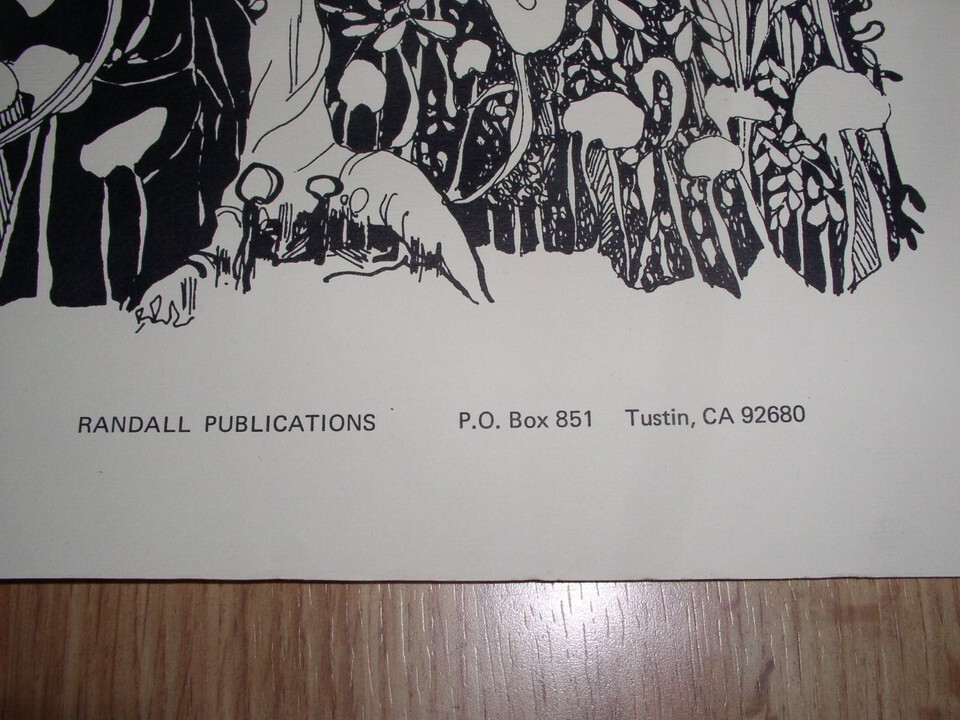 RANDALL PUBLICATIONS P.O. Box 851 Tustin, CA 92680